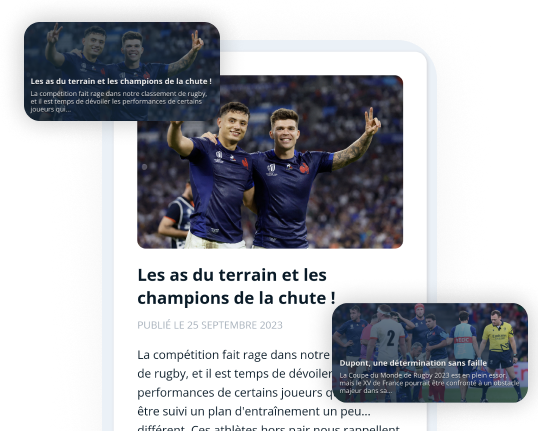 Les as du terrain et les champions de la chute !
La compétition fait rage dans notre classement de rugby,
et il est temps de dévoiler les performances de certains
joueurs qui...
Les as du terrain et les
champions de la chute !
PUBLIÉ LE 25 SEPTEMBRE 2023
La compétition fait rage dans notre
de rugby, et il est temps de dévoiler
performances de certains joueurs
être suivi un plan d'entraînement un peu...
différent. Ces athlètes hors pair nous rappellent
2
Dupont, une détermination sans faille
La Coupe du Monde de Rugby 2023 est en plein essor,
mais le XV de France pourrait être confronté à un obstacle
majeur dans sa...